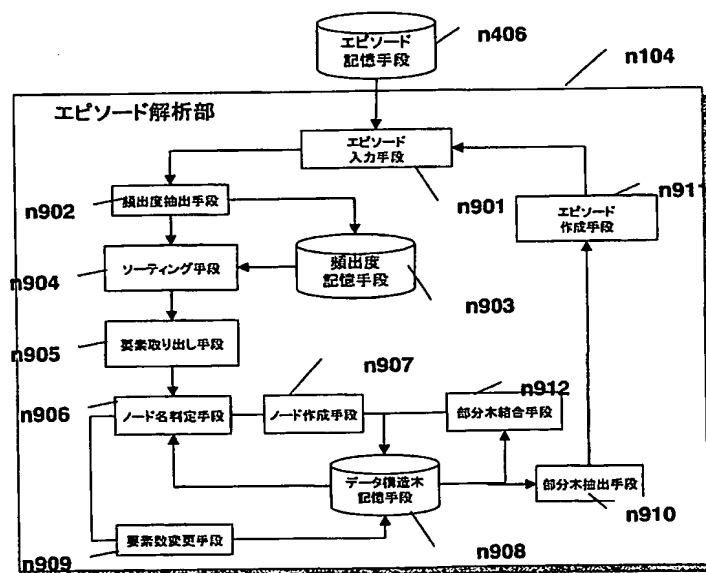 エピソード
記憶手段
n406
n104
エピソード解析部
エピソード
入力手段
n901
n911
エピソード
作成手段
n902
頻出度抽出手段
n904
ソーティング手段
頻出度
記憶手段
n903
n905
要素取り出し手段
n907
n912
n906
ノード名判定手段
ノード作成手段
部分木結合手段
データ構造木
記憶手段
部分木抽出手段
n910
n908
n909
要素数変更手段